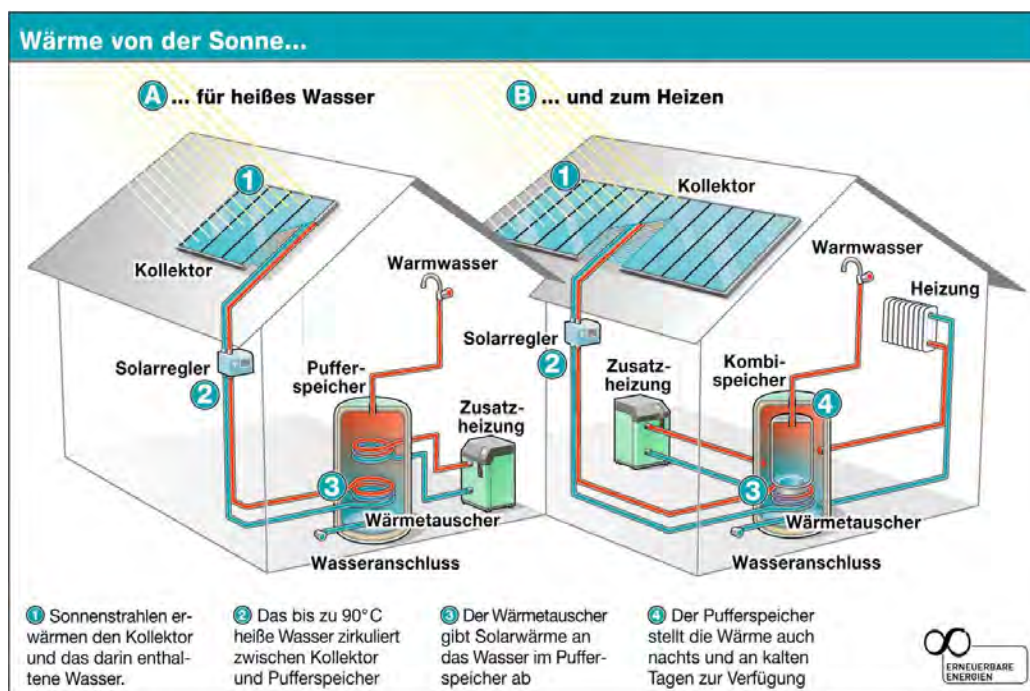 Wärme von der Sonne...
A ... für heißes Wasser
B ... und zum Heizen
1
Kollektor
Solarregler
2
Puffer-
speicher
Warmwasser
Zusatz-
heizung
3
Wärmetauscher
Wasseranschluss
1
Kollektor
Warmwasser
Heizung
Solarregler
2
Zusatz-
heizung
Kombi-
speicher
4
3
Wärmetauscher
Wasseranschluss
1 Sonnenstrahlen er-
wärmen den Kollektor
und das darin enthal-
tene Wasser.
2 Das bis zu 90°C
heiße Wasser zirkuliert
zwischen Kollektor
und Pufferspeicher
3 Der Wärmetauscher
gibt Solarwärme an
das Wasser im Puffer-
speicher ab
4 Der Pufferspeicher
stellt die Wärme auch
nachts und an kalten
Tagen zur Verfügung
ERNEUERBARE
ENERGIEN